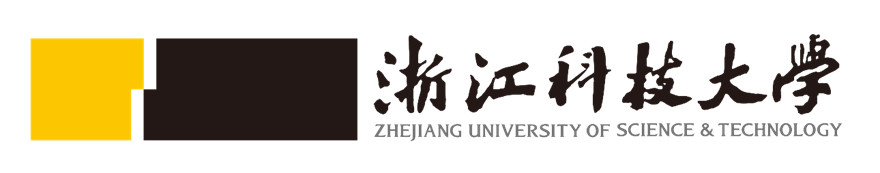 浙江科技大學
ZHEJIANG UNIVERSITY OF SCIENCE & TECHNOLOGY